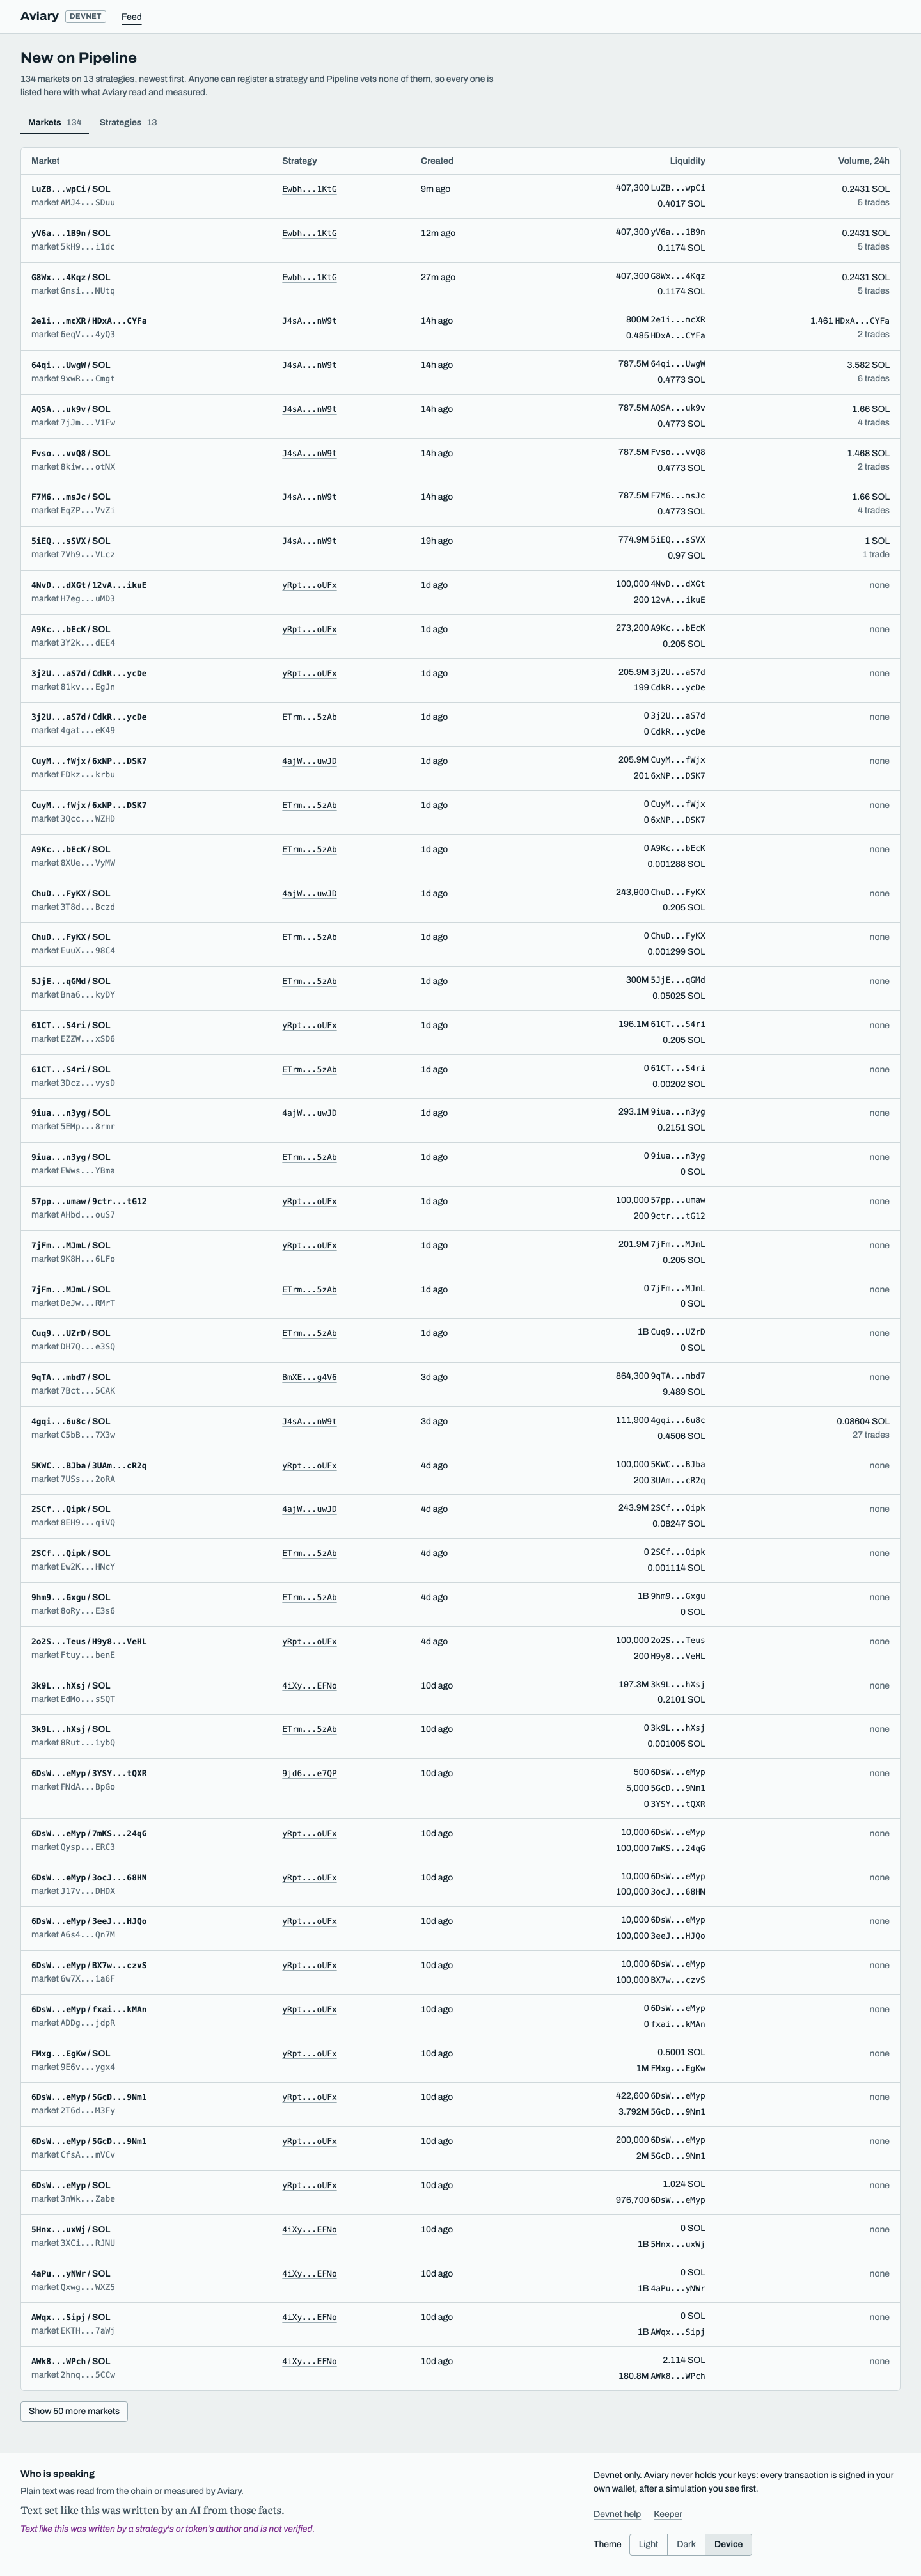 Aviary DEVNET Feed
New on Pipeline
134 markets on 13 strategies, newest first. Anyone can register a strategy and Pipeline vets none of them, so every one is
listed here with what Aviary read and measured.
Markets 134 Strategies 13
Market Strategy Created Liquidity Volume, 24h
LuZB...wpCi / SOL Ewbh...1KtG 9m ago 407,300 LuZB...wpCi 0.2431 SOL
market AMJ4...SDuu 0.4017 SOL 5 trades
yV6a...1B9n / SOL Ewbh...1KtG 12m ago 407,300 yV6a...1B9n 0.2431 SOL
market 5kH9...i1dc 0.1174 SOL 5 trades
G8Wx...4Kqz / SOL Ewbh...1KtG 27m ago 407,300 G8Wx...4Kqz 0.2431 SOL
market Gmsi...NUtq 0.1174 SOL 5 trades
2e1i...mcXR / HDxA...CYFa J4sA...nW9t 14h ago 800M 2e1i...mcXR 1.461 HDxA...CYFa
market 6eqV...4yQ3 0.485 HDxA...CYFa 2 trades
64qi...UwgW / SOL J4sA...nW9t 14h ago 787.5M 64qi...UwgW 3.582 SOL
market 9xwR...Cmgt 0.4773 SOL 6 trades
AQSA...uk9v / SOL J4sA...nW9t 14h ago 787.5M AQSA...uk9v 1.66 SOL
market 7jJm...V1Fw 0.4773 SOL 4 trades
Fvso...vvQ8 / SOL J4sA...nW9t 14h ago 787.5M Fvso...vvQ8 1.468 SOL
market 8kiw...otNX 0.4773 SOL 2 trades
F7M6...msJc / SOL J4sA...nW9t 14h ago 787.5M F7M6...msJc 1.66 SOL
market EqZP...VvZi 0.4773 SOL 4 trades
5iEQ...sSVX / SOL J4sA...nW9t 19h ago 774.9M 5iEQ...sSVX 1 SOL
market 7Vh9...VLcz 0.97 SOL 1 trade
4NvD...dXGt / 12vA...ikuE yRpt...oUFx 1d ago 100,000 4NvD...dXGt none
market H7eg...uMD3 200 12vA...ikuE
A9Kc...bEcK / SOL yRpt...oUFx 1d ago 273,200 A9Kc...bEcK none
market 3Y2k...dEE4 0.205 SOL
3j2U...aS7d / CdkR...ycDe yRpt...oUFx 1d ago 205.9M 3j2U...aS7d none
market 81kv...EgJn 199 CdkR...ycDe
3j2U...aS7d / CdkR...ycDe ETrm...5zAb 1d ago 0 3j2U...aS7d none
market 4gat...eK49 0 CdkR...ycDe
CuyM...fWjx / 6xNP...DSK7 4ajW...uwJD 1d ago 205.9M CuyM...fWjx none
market FDkz...krbu 201 6xNP...DSK7
CuyM...fWjx / 6xNP...DSK7 ETrm...5zAb 1d ago 0 CuyM...fWjx none
market 3Qcc...WZHD 0 6xNP...DSK7
A9Kc...bEcK / SOL ETrm...5zAb 1d ago 0 A9Kc...bEcK none
market 8XUe...VyMW 0.001288 SOL
ChuD...FyKX / SOL 4ajW...uwJD 1d ago 243,900 ChuD...FyKX none
market 3T8d...Bczd 0.205 SOL
ChuD...FyKX / SOL ETrm...5zAb 1d ago 0 ChuD...FyKX none
market EuuX...98C4 0.001299 SOL
5JjE...qGMd / SOL ETrm...5zAb 1d ago 300M 5JjE...qGMd none
market Bna6...kyDY 0.05025 SOL
61CT...S4ri / SOL yRpt...oUFx 1d ago 196.1M 61CT...S4ri none
market EZZW...xSD6 0.205 SOL
61CT...S4ri / SOL ETrm...5zAb 1d ago 0 61CT...S4ri none
market 3Dcz...vysD 0.00202 SOL
9iua...n3yg / SOL 4ajW...uwJD 1d ago 293.1M 9iua...n3yg none
market 5EMp...8rmr 0.2151 SOL
9iua...n3yg / SOL ETrm...5zAb 1d ago 0 9iua...n3yg none
market EWws...YBma 0 SOL
57pp...umaw / 9ctr...tG12 yRpt...oUFx 1d ago 100,000 57pp...umaw none
market AHbd...ouS7 200 9ctr...tG12
7jFm...MJmL / SOL yRpt...oUFx 1d ago 201.9M 7jFm...MJmL none
market 9K8H...6LFo 0.205 SOL
7jFm...MJmL / SOL ETrm...5zAb 1d ago 0 7jFm...MJmL none
market DeJw...RMrT 0 SOL
Cuq9...UZrD / SOL ETrm...5zAb 1d ago 1B Cuq9...UZrD none
market DH7Q...e3SQ 0 SOL
9qTA...mbd7 / SOL BmXE...g4V6 3d ago 864,300 9qTA...mbd7 none
market 7Bct...5CAK 9.489 SOL
4gqi...6u8c / SOL J4sA...nW9t 3d ago 111,900 4gqi...6u8c 0.08604 SOL
market C5bB...7X3w 0.4506 SOL 27 trades
5KWC...BJba / 3UAm...cR2q yRpt...oUFx 4d ago 100,000 5KWC...BJba none
market 7USs...2oRA 200 3UAm...cR2q
2SCf...Qipk / SOL 4ajW...uwJD 4d ago 243.9M 2SCf...Qipk none
market 8EH9...qiVQ 0.08247 SOL
2SCf...Qipk / SOL ETrm...5zAb 4d ago 0 2SCf...Qipk none
market Ew2K...HNcY 0.001114 SOL
9hm9...Gxgu / SOL ETrm...5zAb 4d ago 1B 9hm9...Gxgu none
market 8oRy...E3s6 0 SOL
2o2S...Teus / H9y8...VeHL yRpt...oUFx 4d ago 100,000 2o2S...Teus none
market Ftuy...benE 200 H9y8...VeHL
3k9L...hXsj / SOL 4iXy...EFNo 10d ago 197.3M 3k9L...hXsj none
market EdMo...sSQT 0.2101 SOL
3k9L...hXsj / SOL ETrm...5zAb 10d ago 0 3k9L...hXsj none
market 8Rut...1ybQ 0.001005 SOL
6DsW...eMyp / 3YSY...tQXR 9jd6...e7QP 10d ago 500 6DsW...eMyp none
market FNdA...BpGo 5,000 5GcD...9Nm1
0 3YSY...tQXR
6DsW...eMyp / 7mKS...24qG yRpt...oUFx 10d ago 10,000 6DsW...eMyp none
market Qysp...ERC3 100,000 7mKS...24qG
6DsW...eMyp / 3ocJ...68HN yRpt...oUFx 10d ago 10,000 6DsW...eMyp none
market J17v...DHDX 100,000 3ocJ...68HN
6DsW...eMyp / 3eeJ...HJQo yRpt...oUFx 10d ago 10,000 6DsW...eMyp none
market A6s4...Qn7M 100,000 3eeJ...HJQo
6DsW...eMyp / BX7w...czvS yRpt...oUFx 10d ago 10,000 6DsW...eMyp none
market 6w7X...1a6F 100,000 BX7w...czvS
6DsW...eMyp / fxai...kMAn yRpt...oUFx 10d ago 0 6DsW...eMyp none
market ADDg...jdpR 0 fxai...kMAn
FMxg...EgKw / SOL yRpt...oUFx 10d ago 0.5001 SOL none
market 9E6v...ygx4 1M FMxg...EgKw
6DsW...eMyp / 5GcD...9Nm1 yRpt...oUFx 10d ago 422,600 6DsW...eMyp none
market 2T6d...M3Fy 3.792M 5GcD...9Nm1
6DsW...eMyp / 5GcD...9Nm1 yRpt...oUFx 10d ago 200,000 6DsW...eMyp none
market CfsA...mVCv 2M 5GcD...9Nm1
6DsW...eMyp / SOL yRpt...oUFx 10d ago 1.024 SOL none
market 3nWk...Zabe 976,700 6DsW...eMyp
5Hnx...uxWj / SOL 4iXy...EFNo 10d ago 0 SOL none
market 3XCi...RJNU 1B 5Hnx...uxWj
4aPu...yNWr / SOL 4iXy...EFNo 10d ago 0 SOL none
market Qxwg...WXZ5 1B 4aPu...yNWr
AWqx...Sipj / SOL 4iXy...EFNo 10d ago 0 SOL none
market EKTH...7aWj 1B AWqx...Sipj
AWk8...WPch / SOL 4iXy...EFNo 10d ago 2.114 SOL none
market 2hnq...5CCw 180.8M AWk8...WPch
Show 50 more markets
Who is speaking
Plain text was read from the chain or measured by Aviary.
Text set like this was written by an AI from those facts.
Text like this was written by a strategy's or token's author and is not verified.
Devnet only. Aviary never holds your keys: every transaction is signed in your
own wallet, after a simulation you see first.
Devnet help Keeper
Theme Light Dark Device